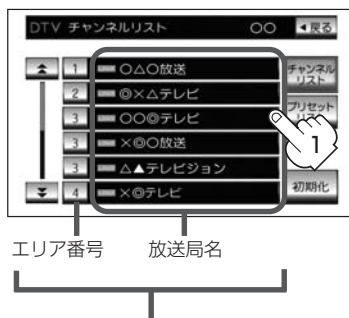 DTV チャンネルリスト ○○ ◀戻る
1 ○△○放送
2 ◎×△テレビ
3 ○○◎テレビ
3 ×◎○放送
3 △▲テレビジョン
4 ×◎テレビ
チャンネル
リスト
プリセット
リスト
1
初期化
エリア番号 放送局名